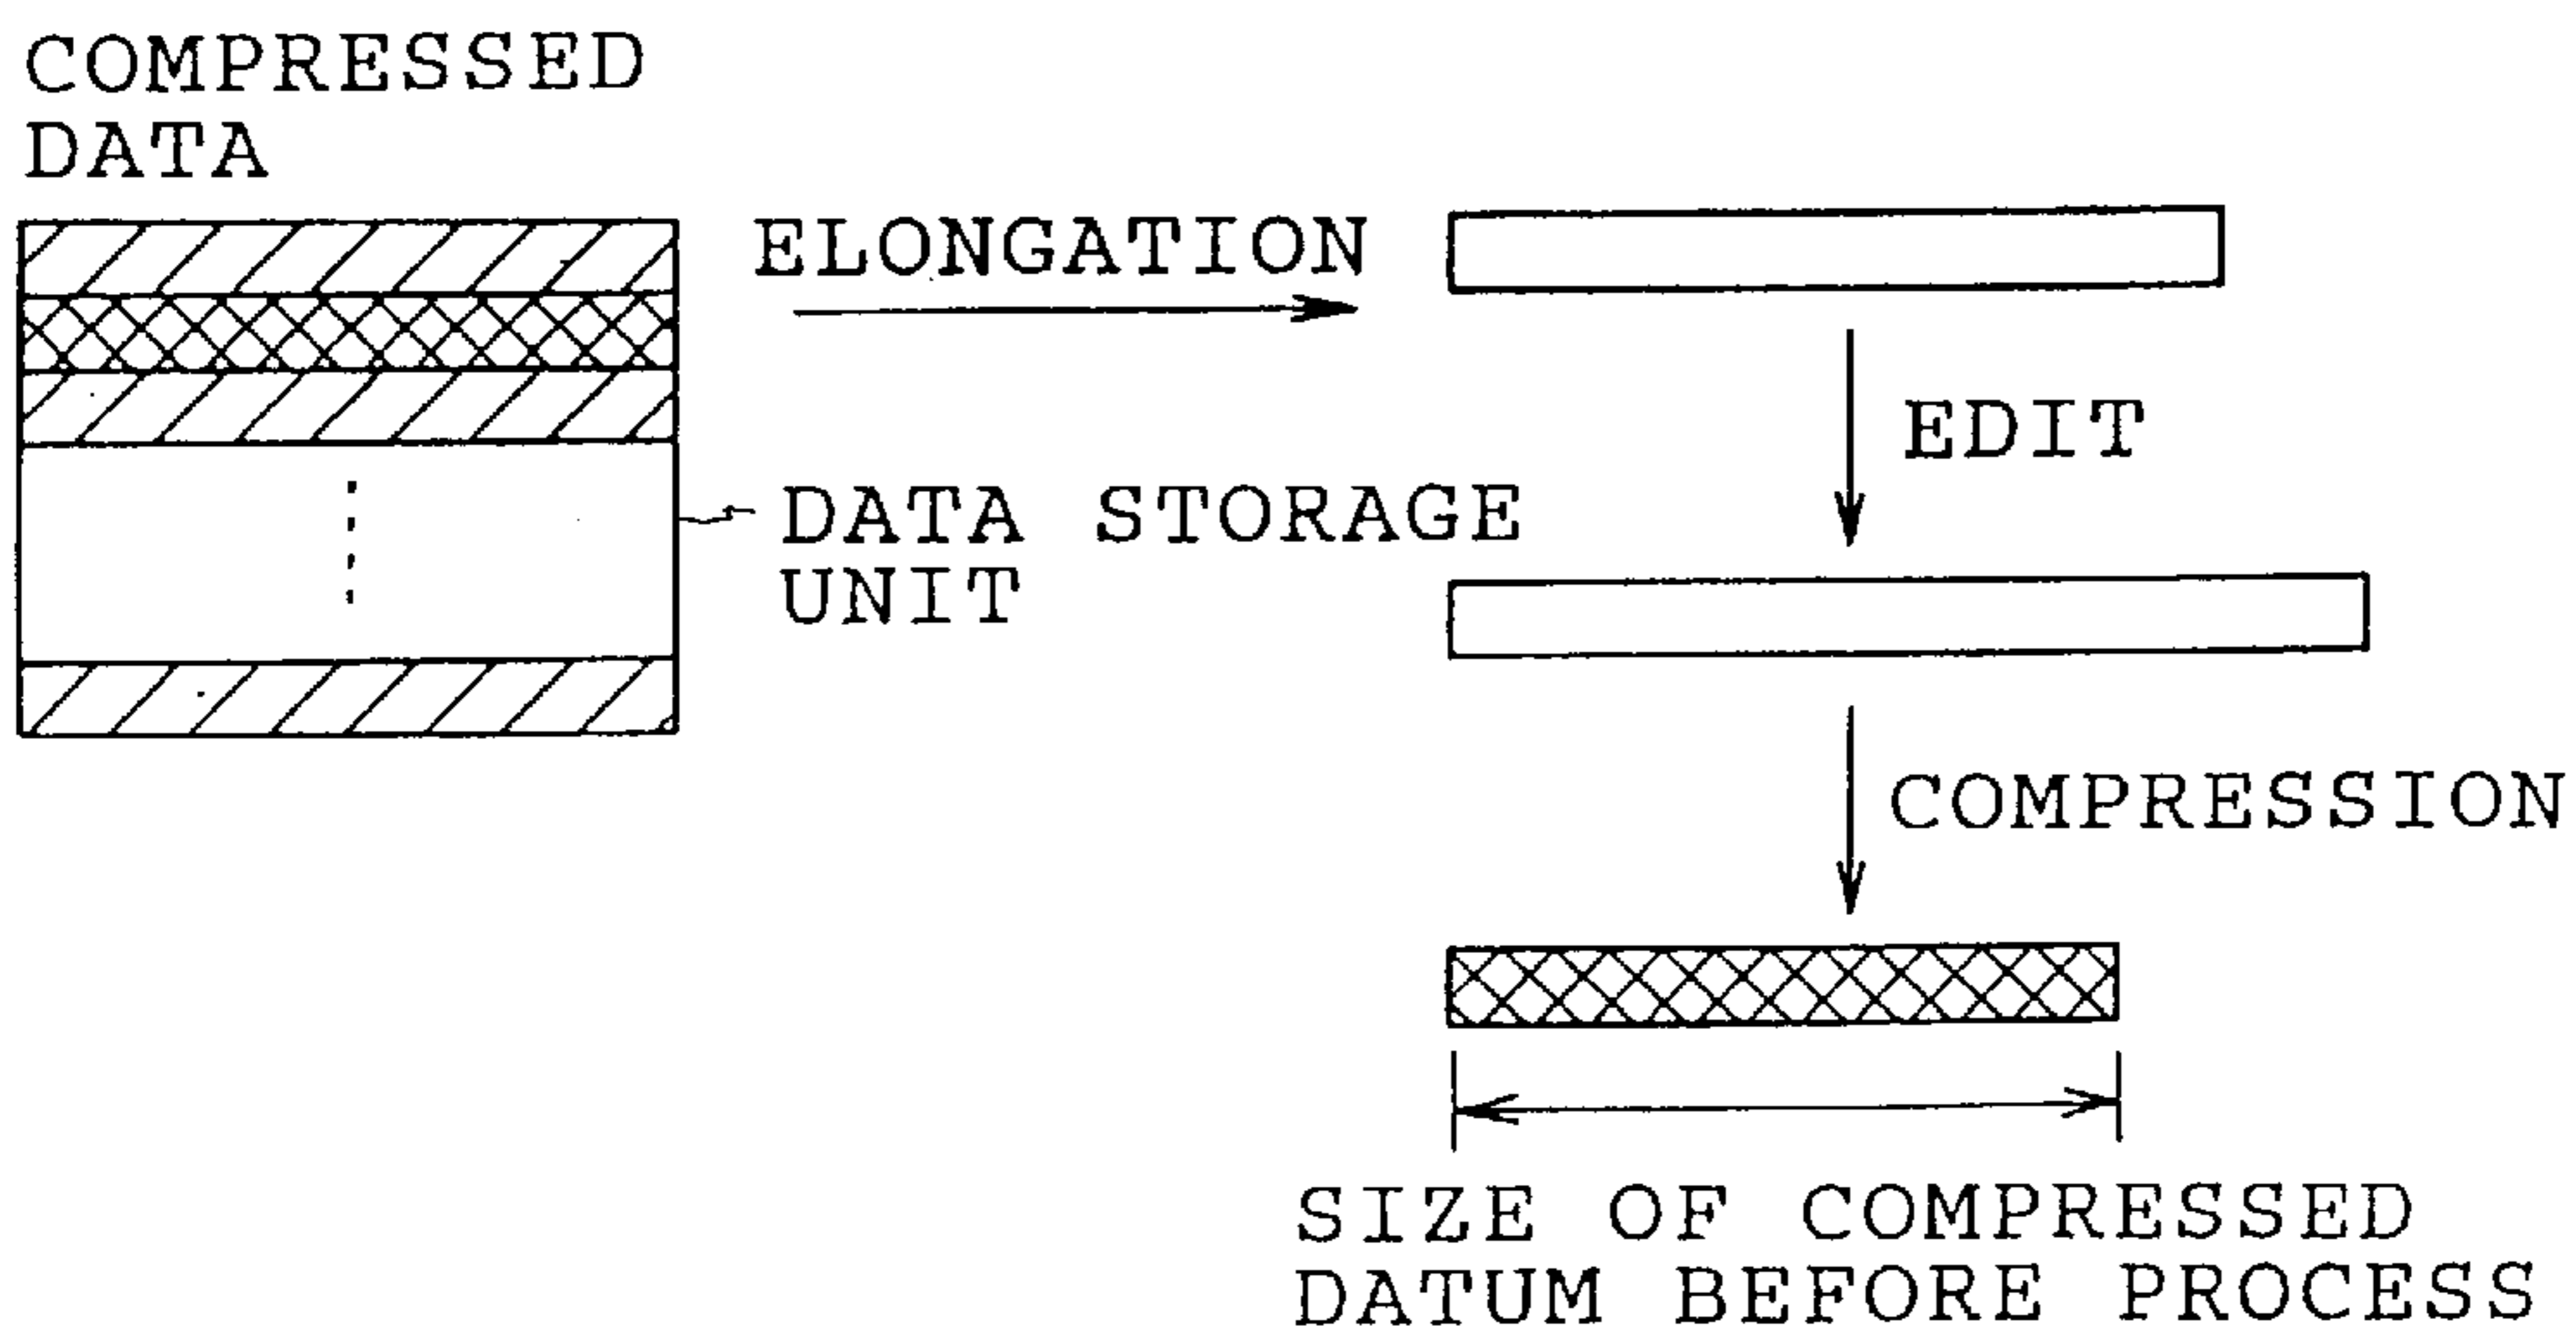 COMPRESSED
DATA
ELONGATION
EDIT
DATA STORAGE
UNIT
COMPRESSION
SIZE OF COMPRESSED
DATUM BEFORE PROCESS